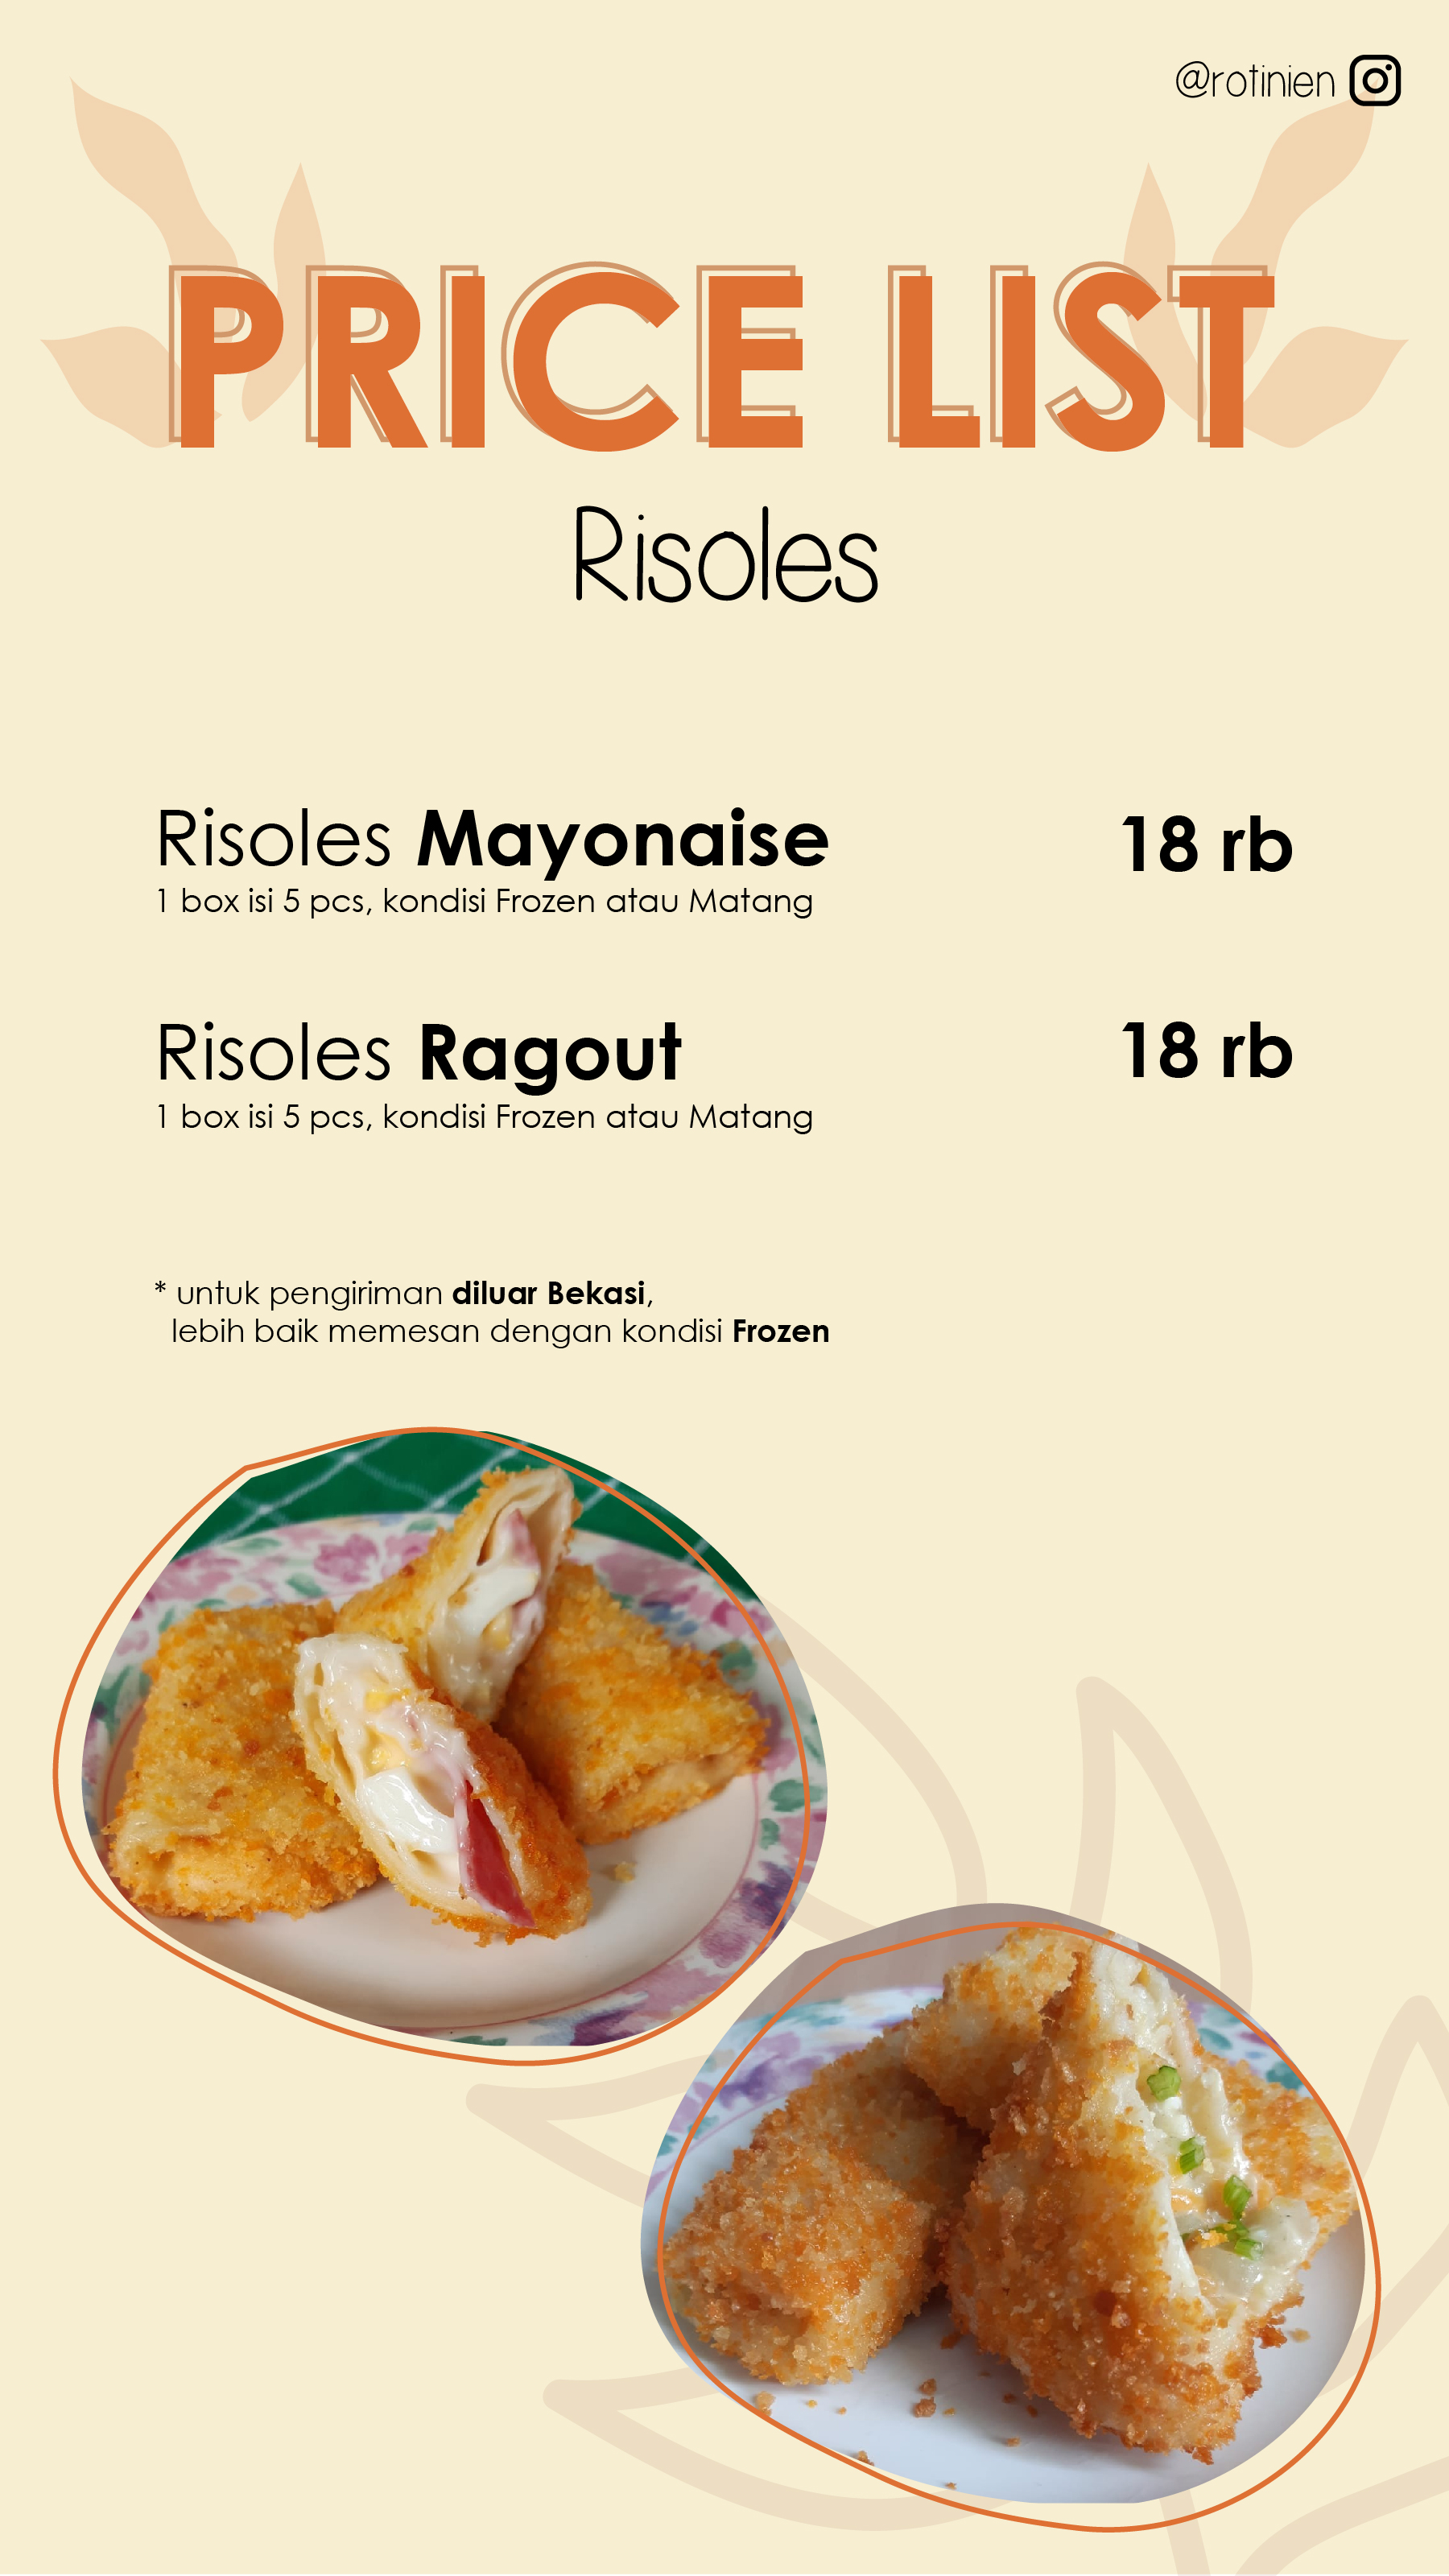 @rotinien
PRICE LIST
Risoles
Risoles Mayonaise 18 rb
1 box isi 5 pcs, kondisi Frozen atau Matang
Risoles Ragout 18 rb
1 box isi 5 pcs, kondisi Frozen atau Matang
* untuk pengiriman diluar Bekasi,
lebih baik memesan dengan kondisi Frozen